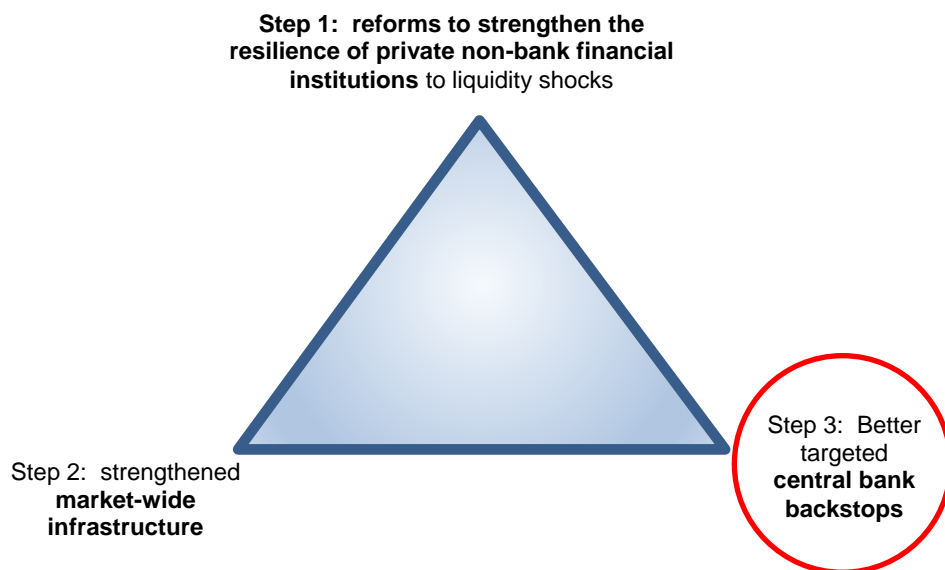 Step 1: reforms to strengthen the
resilience of private non-bank financial
institutions to liquidity shocks
Step 2: strengthened
market-wide
infrastructure
Step 3: Better
targeted
central bank
backstops